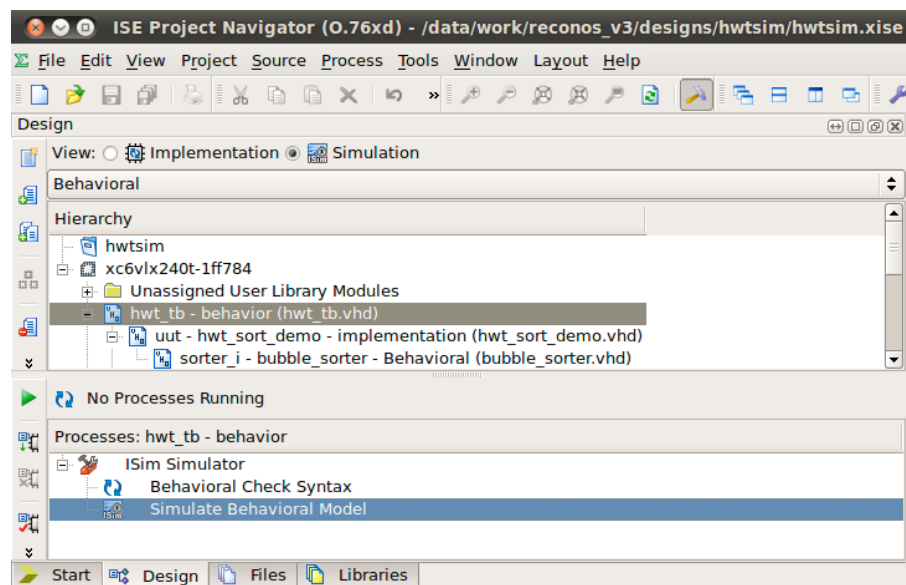 ISE Project Navigator (O.76xd) - /data/work/reconos_v3/designs/hwtsim/hwtsim.xise
File Edit View Project Source Process Tools Window Layout Help
»
Design
View: Implementation ISim Simulation
Behavioral
Hierarchy
hwtsim
xc6vlx240t-1ff784
Unassigned User Library Modules
hwt_tb - behavior (hwt_tb.vhd)
uut - hwt_sort_demo - implementation (hwt_sort_demo.vhd)
sorter_i - bubble_sorter - Behavioral (bubble_sorter.vhd)
No Processes Running
Processes: hwt_tb - behavior
ISim Simulator
Behavioral Check Syntax
ISim Simulate Behavioral Model
Start Design Files Libraries